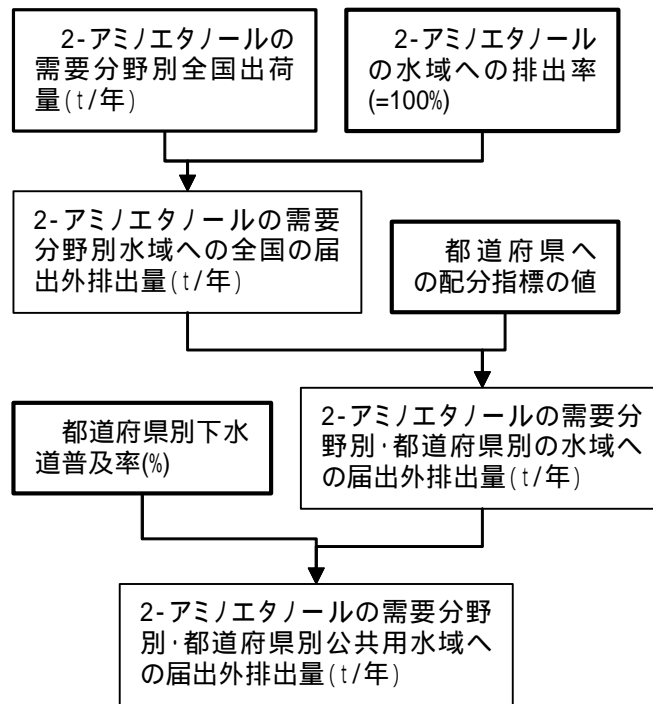 2-アミノエタノールの
需要分野別全国出荷
量(t/年)
2-アミノエタノール
の水域への排出率
(=100%)
2-アミノエタノールの需要
分野別水域への全国の届
出外排出量(t/年)
都道府県へ
の配分指標の値
都道府県別下水
道普及率(%)
2-アミノエタノールの需要分
野別・都道府県別の水域へ
の届出外排出量(t/年)
2-アミノエタノールの需要分野
別・都道府県別公共用水域へ
の届出外排出量(t/年)